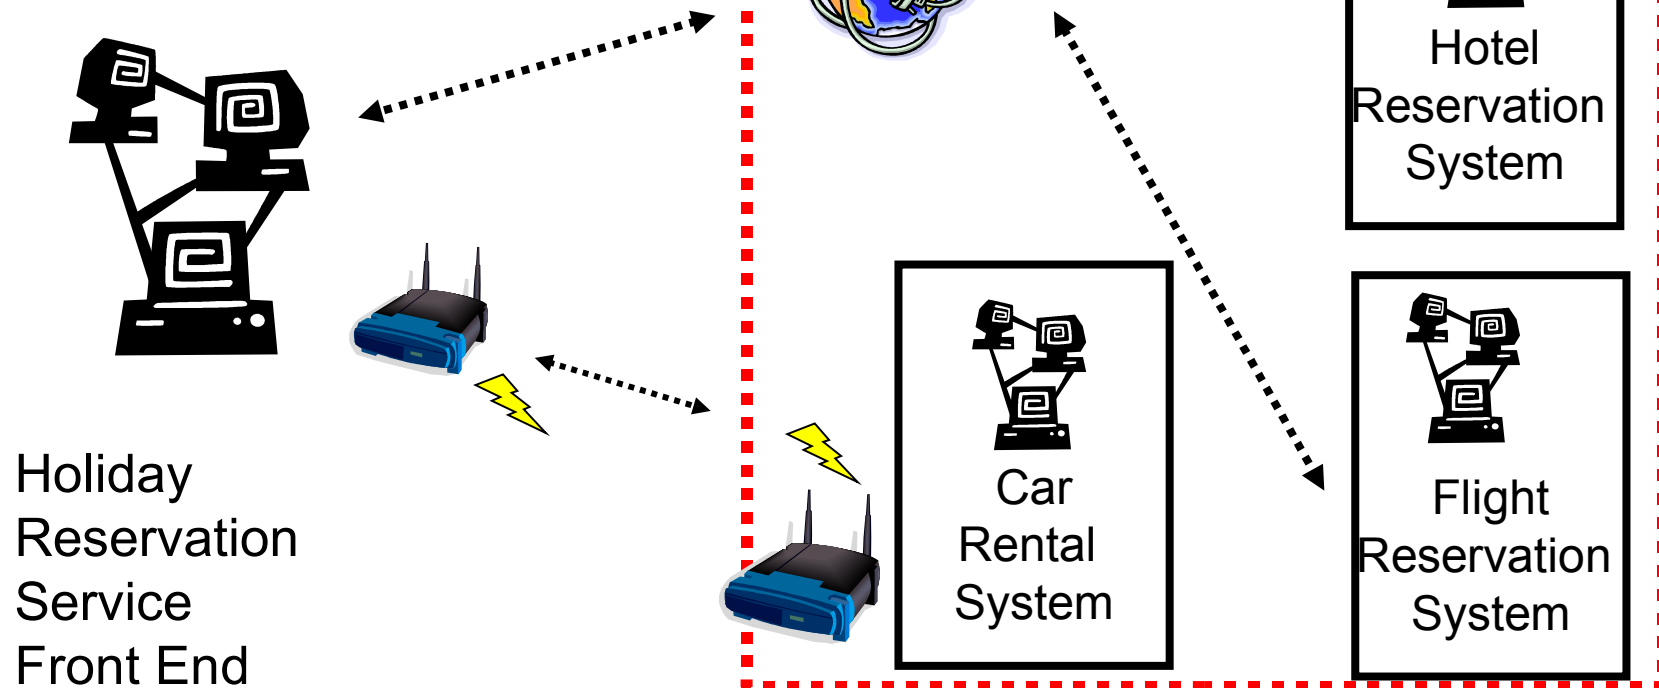 Hotel
Reservation
System
Holiday
Reservation
Service
Front End
Car
Rental
System
Flight
Reservation
System